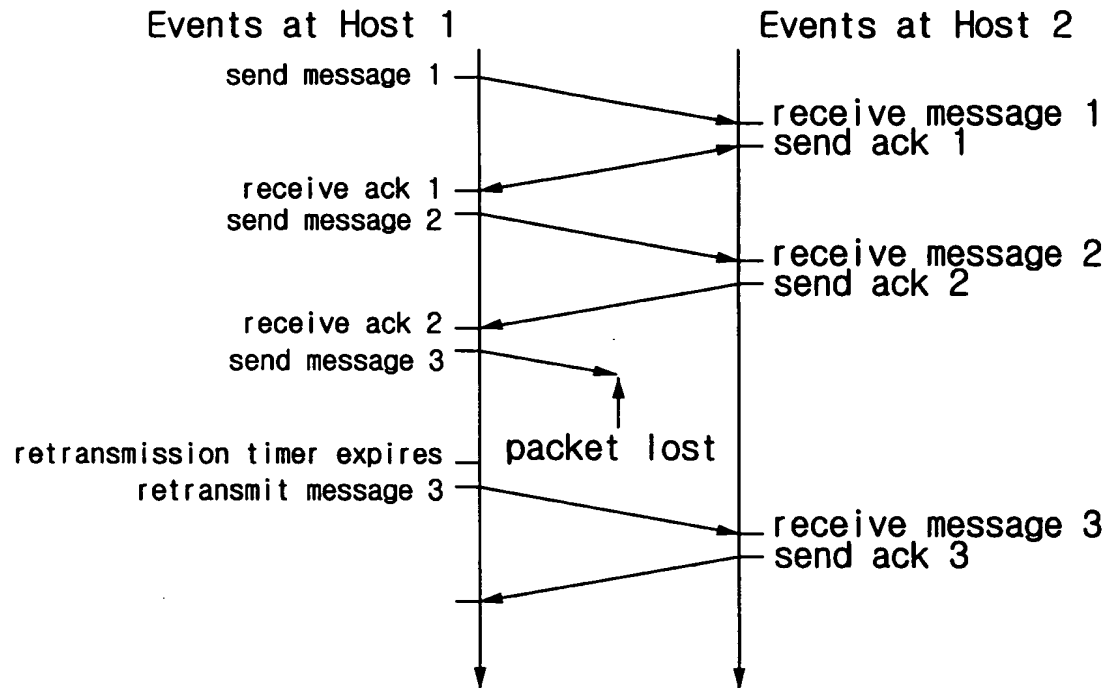 Events at Host 1
Events at Host 2
send message 1
receive message 1
send ack 1
receive ack 1
send message 2
receive message 2
send ack 2
receive ack 2
send message 3
packet lost
retransmission timer expires
retransmit message 3
receive message 3
send ack 3